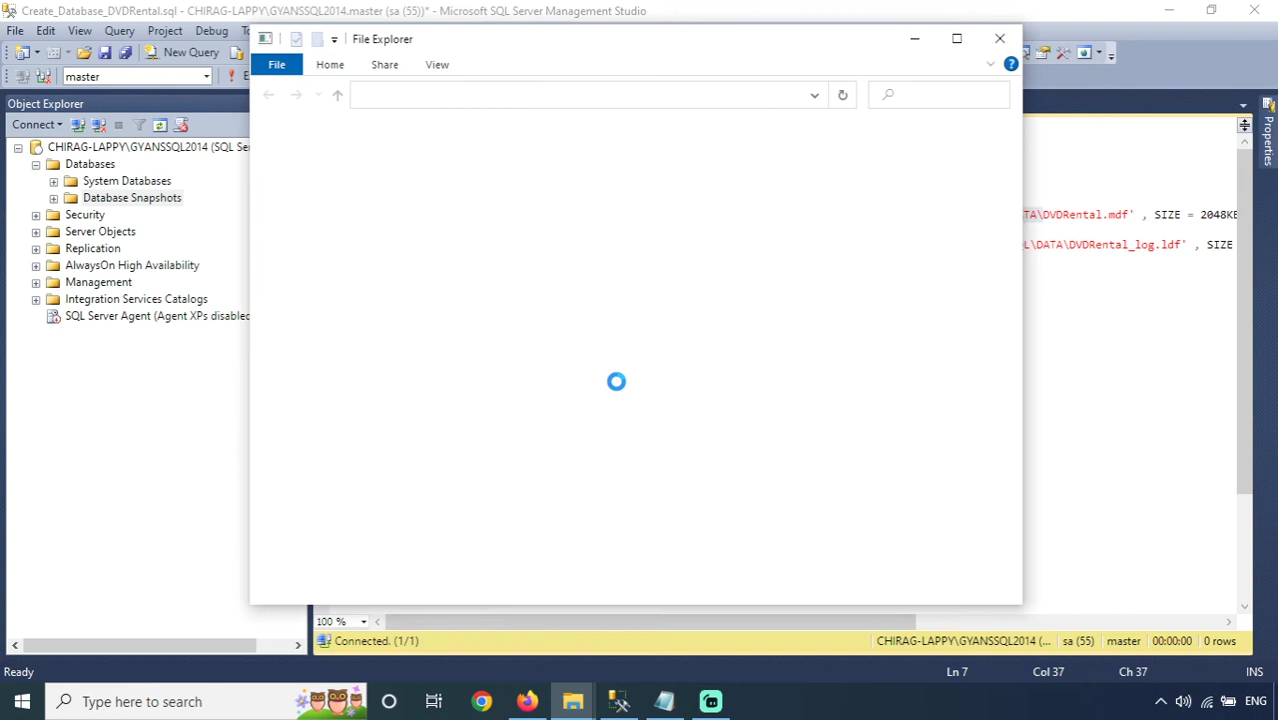 Create_Database_DVDRental.sql - CHIRAG-LAPPY\GYANSSQL2014.master (sa (55))* - Microsoft SQL Server Management Studio
File Edit View Query Project Debug
New Query
master
Object Explorer
Connect
CHIRAG-LAPPY\GYANSSQL2014 (SQL Se
Databases
System Databases
Database Snapshots
Security
Server Objects
Replication
AlwaysOn High Availability
Management
Integration Services Catalogs
SQL Server Agent (Agent XPs disabled
File Explorer
File Home Share View
TA\DVDRental.mdf' , SIZE = 2048KB
L\DATA\DVDRental_log.ldf' , SIZE
Properties
100 %
Connected. (1/1)
CHIRAG-LAPPY\GYANSSQL2014 (... sa (55) master 00:00:00 0 rows
Ready
Ln 7 Col 37 Ch 37 INS
Type here to search
ENG